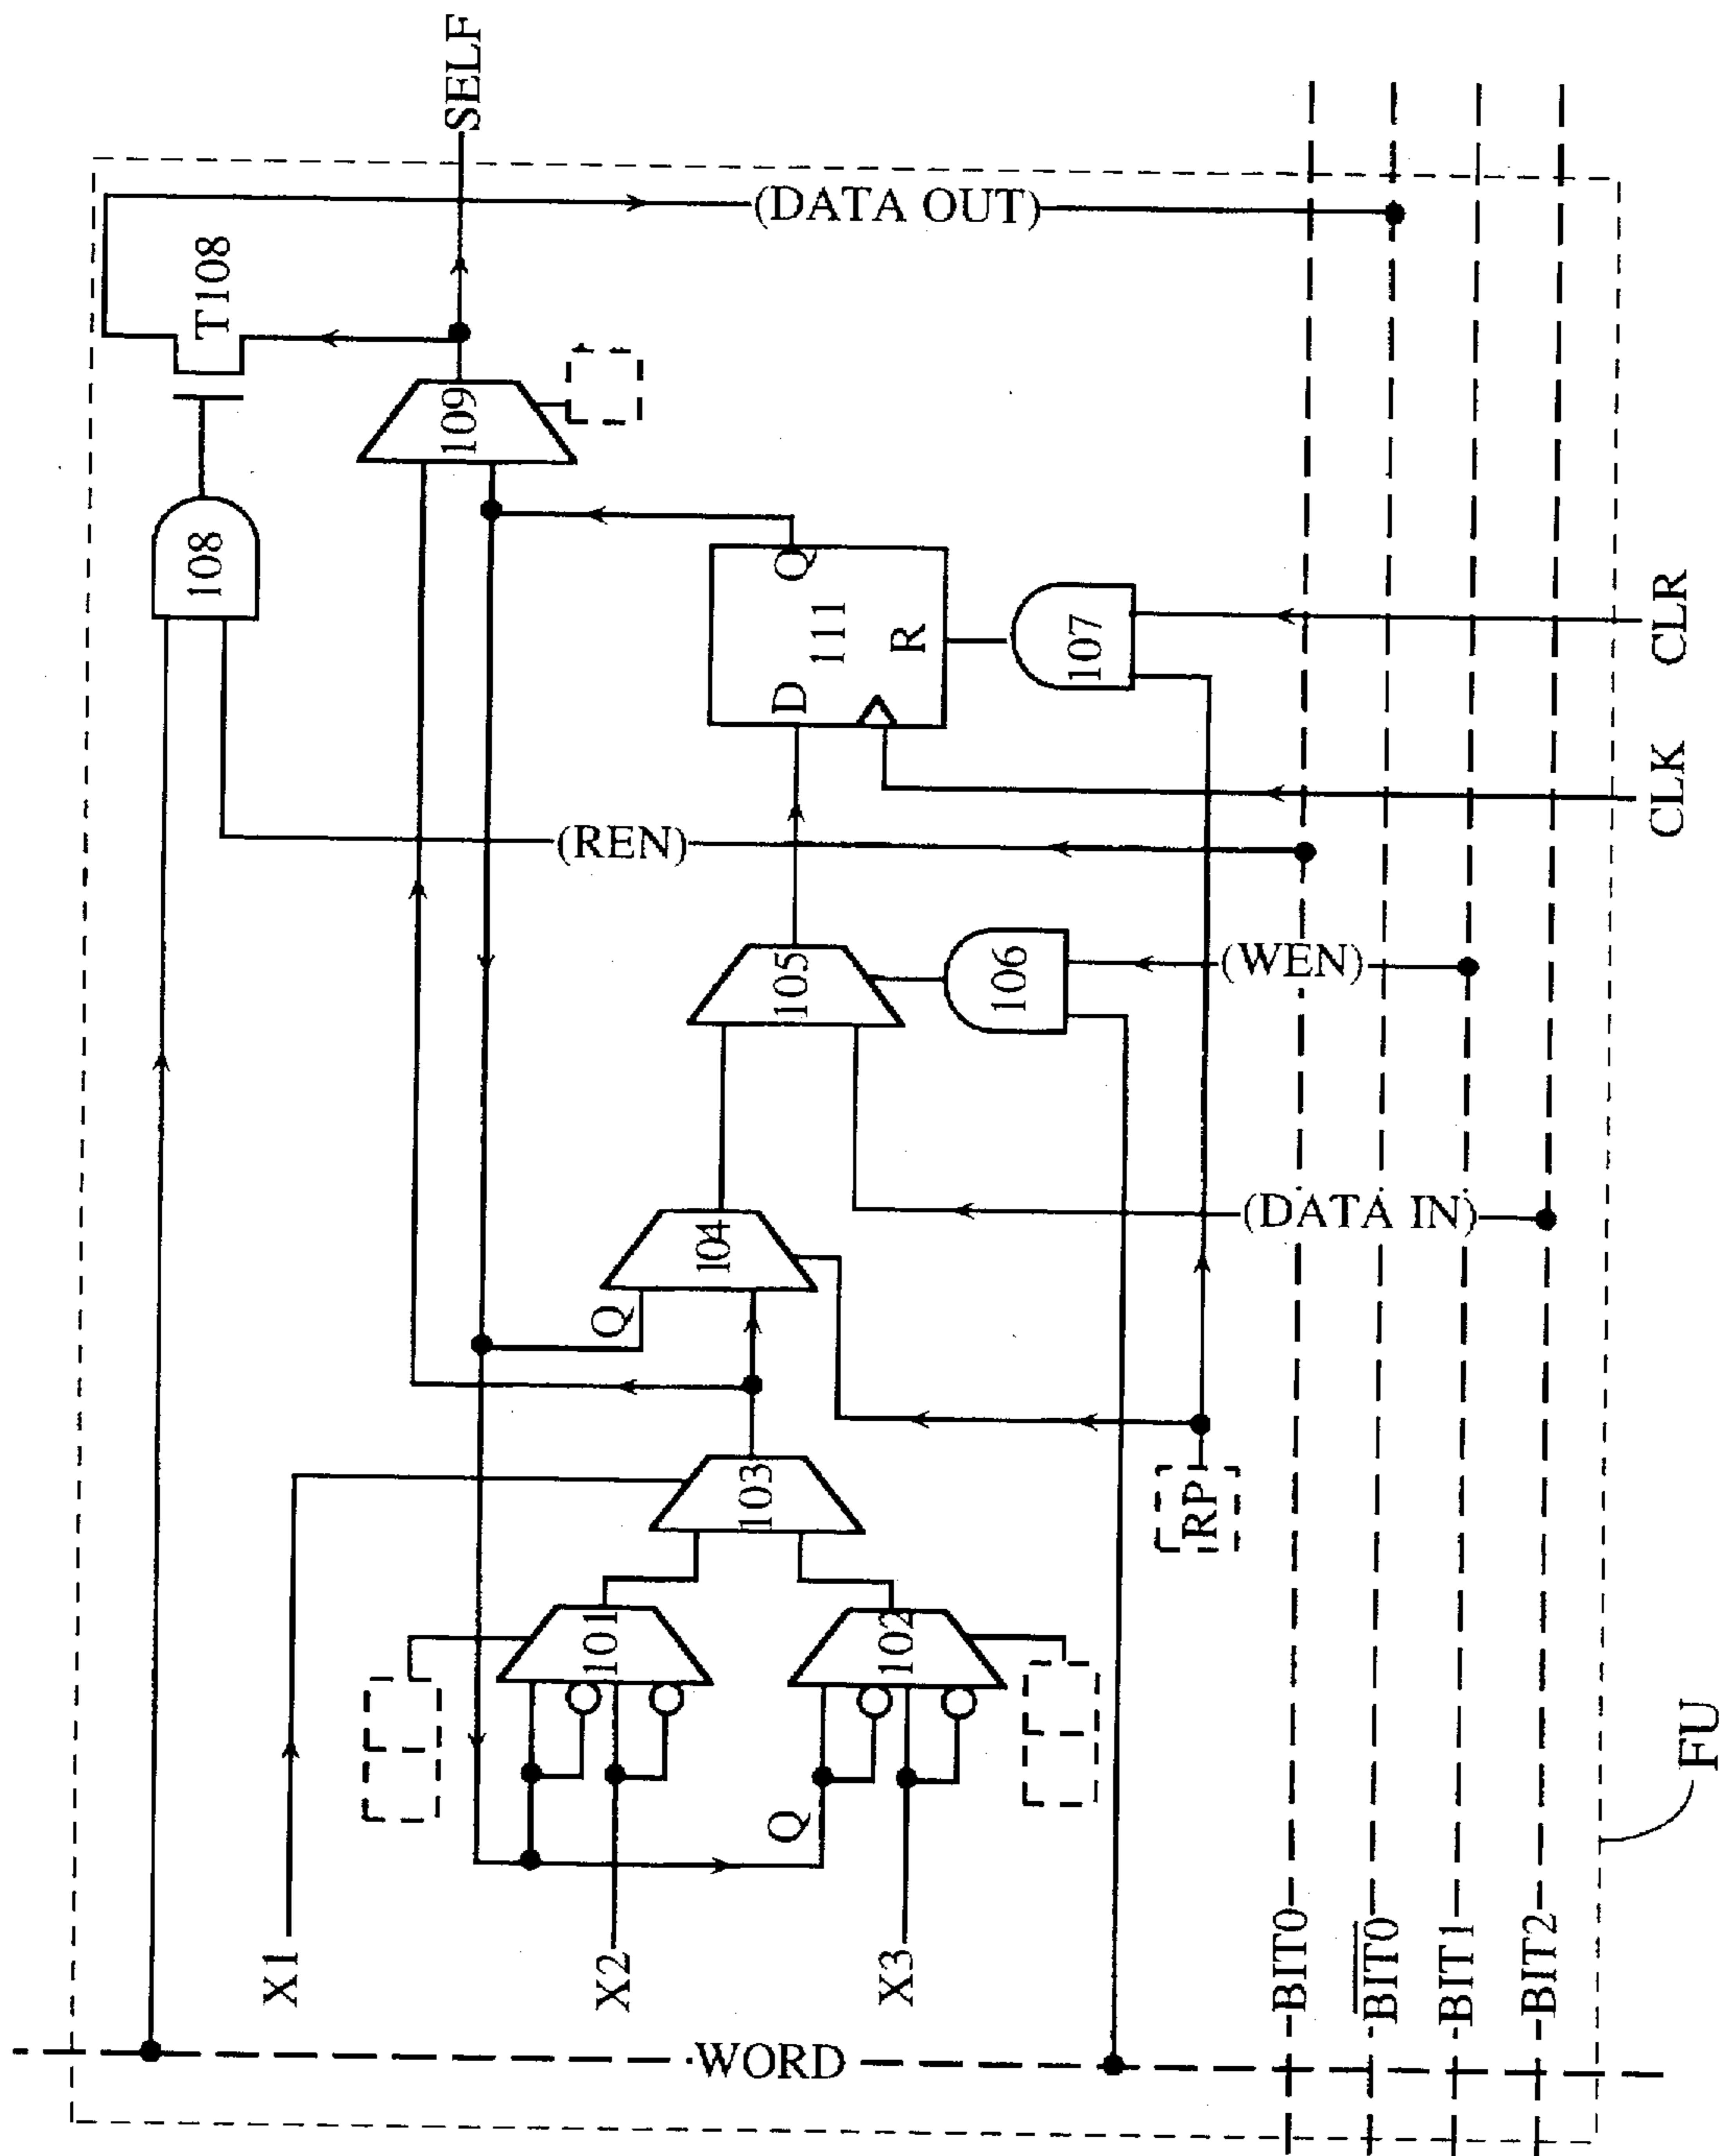 SELF
(DATA OUT)
T108
109
108
Q
111
R
D
107
CLR
CLK
(REN)
105
106
(WEN)
104
(DATA IN)
Q
103
RP
101
102
Q
X1
X2
X3
WORD
BIT0
B̅I̅T̅0̅
BIT1
BIT2
FU